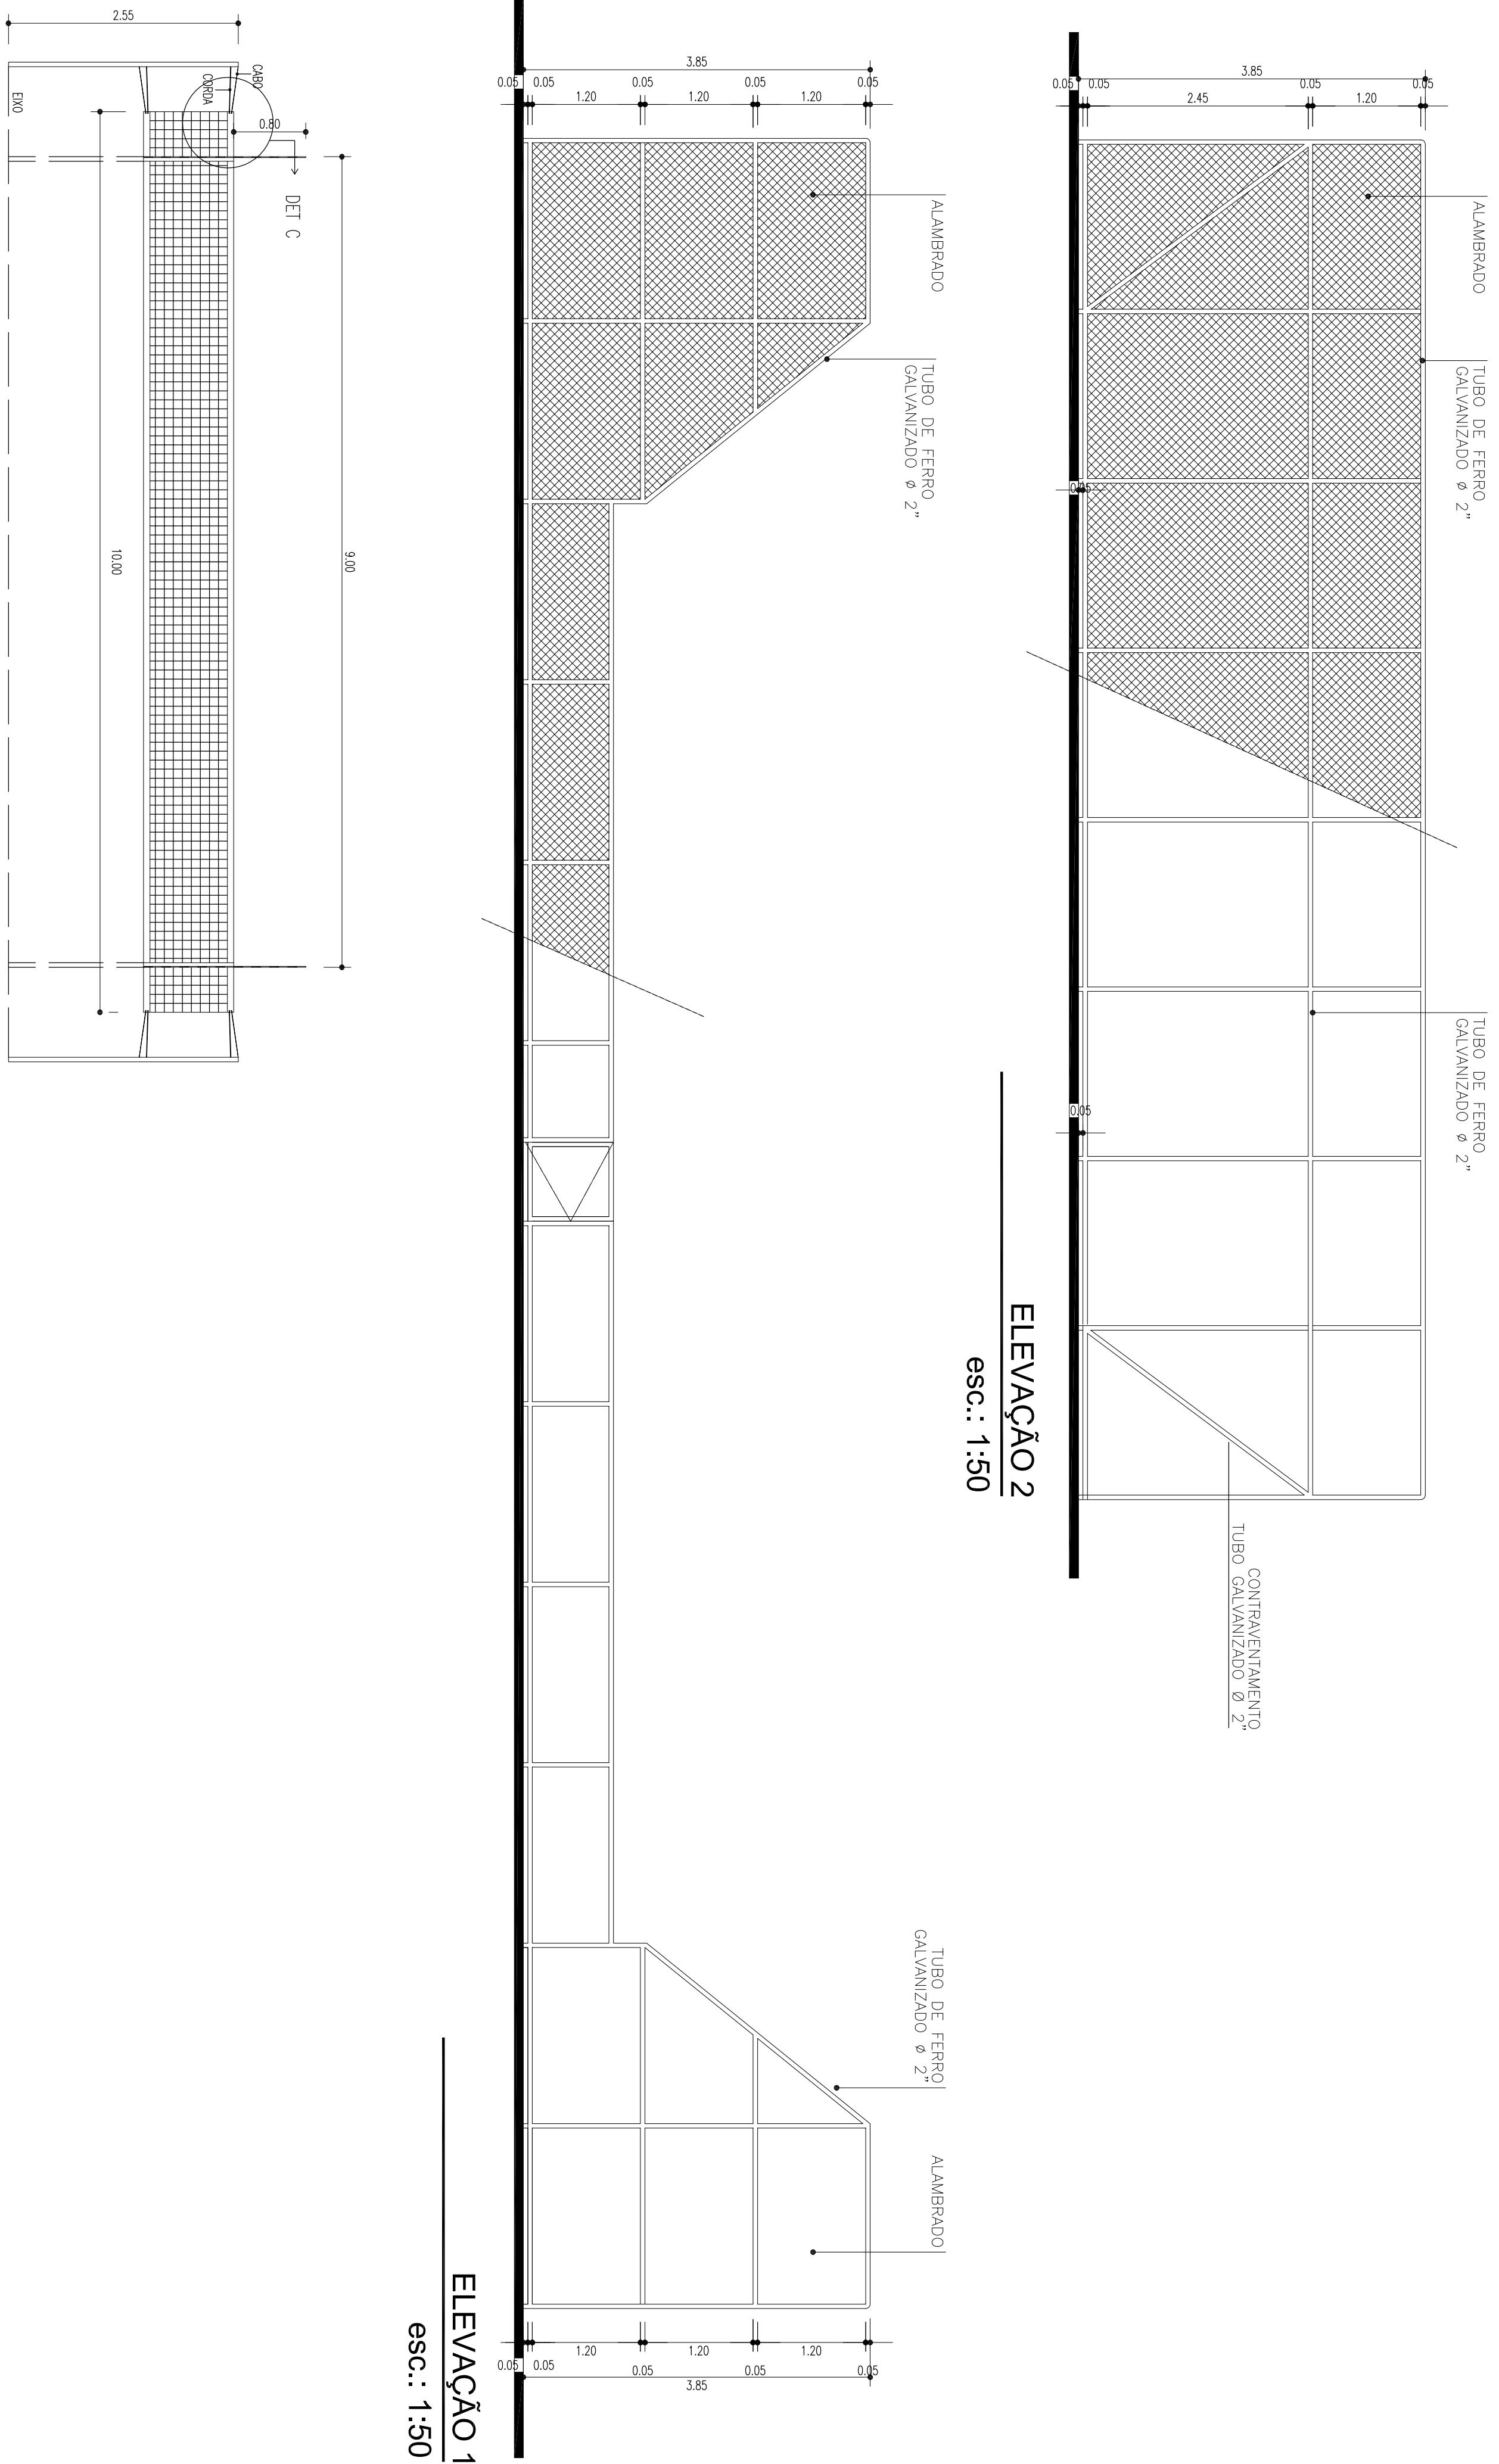 2.55
CABO
CORDA
EIXO
0.80
DET C
10.00
9.00
3.85
0.05
0.05
1.20
0.05
1.20
0.05
1.20
0.05
ALAMBRADO
TUBO DE FERRO
GALVANIZADO ø 2"
TUBO DE FERRO
GALVANIZADO ø 2"
ALAMBRADO
0.05
0.05
1.20
0.05
1.20
0.05
1.20
0.05
3.85
ELEVAÇÃO 1
esc.: 1:50
3.85
0.05
0.05
2.45
0.05
1.20
0.05
ALAMBRADO
TUBO DE FERRO
GALVANIZADO ø 2"
0.05
TUBO DE FERRO
GALVANIZADO ø 2"
0.05
CONTRAVENTAMENTO
TUBO GALVANIZADO Ø 2"
ELEVAÇÃO 2
esc.: 1:50